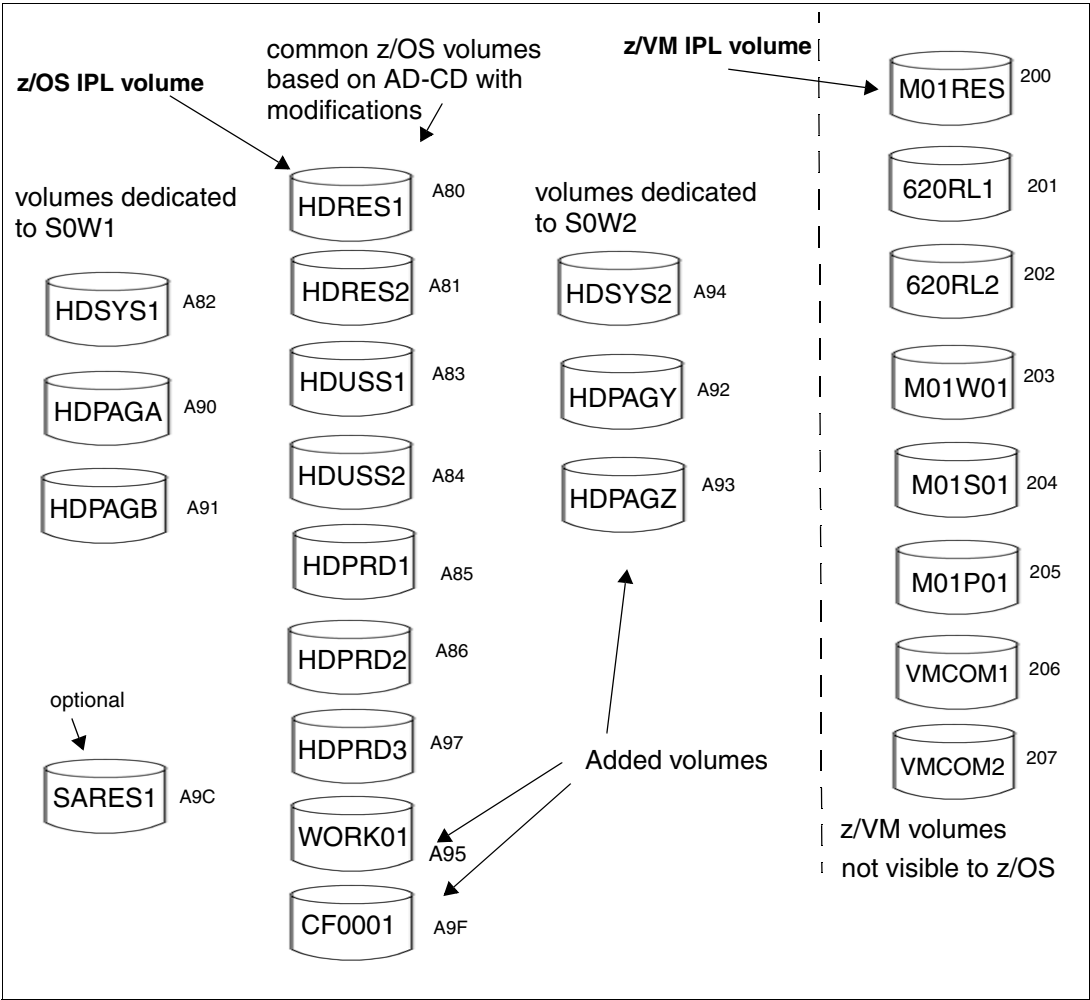 z/OS IPL volume
common z/OS volumes
based on AD-CD with
modifications
z/VM IPL volume
volumes dedicated
to S0W1
HDSYS1 A82
HDPAGA A90
HDPAGB A91
optional
SARES1 A9C
HDRES1 A80
HDRES2 A81
HDUSS1 A83
HDUSS2 A84
HDPRD1 A85
HDPRD2 A86
HDPRD3 A97
WORK01 A95
CF0001 A9F
volumes dedicated
to S0W2
HDSYS2 A94
HDPAGY A92
HDPAGZ A93
Added volumes
M01RES 200
620RL1 201
620RL2 202
M01W01 203
M01S01 204
M01P01 205
VMCOM1 206
VMCOM2 207
z/VM volumes
not visible to z/OS